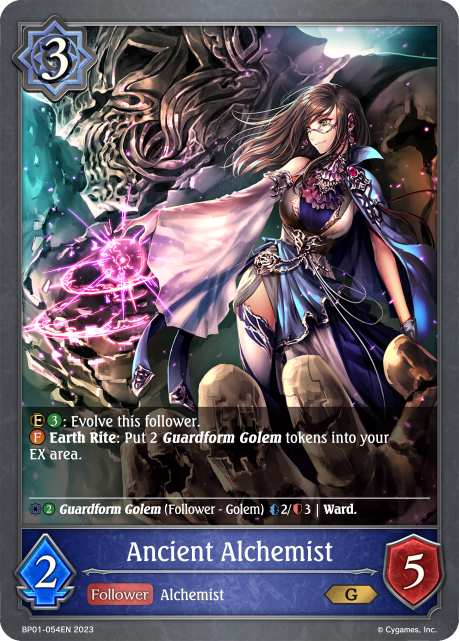 3
E 3 : Evolve this follower.
F Earth Rite: Put 2 Guardform Golem tokens into your
EX area.
2 Guardform Golem (Follower - Golem) 2/ 3 | Ward.
Ancient Alchemist
2
5
Follower Alchemist
G
BP01-054EN 2023
© Cygames, Inc.